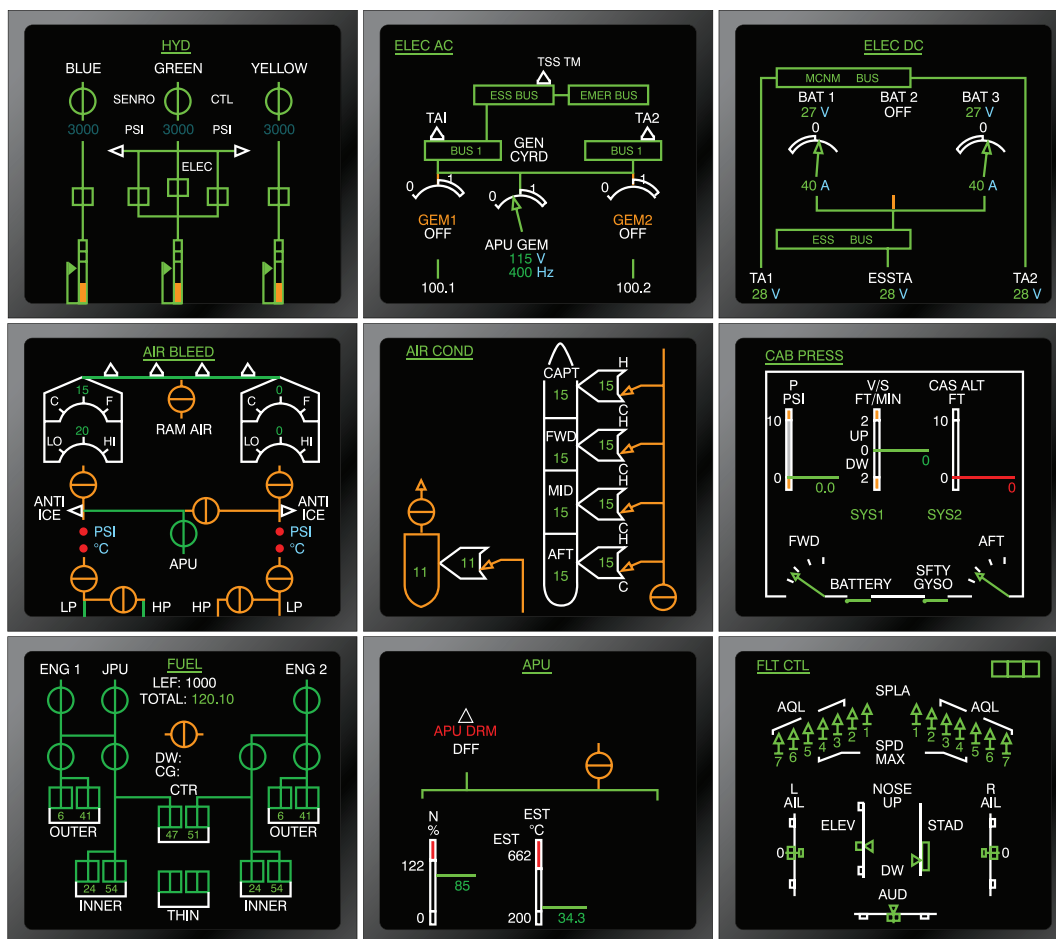 HYD
BLUE GREEN YELLOW
SENRO CTL
3000 3000 3000
PSI PSI
ELEC
ELEC AC
TSS TM
ESS BUS EMER BUS
TAI TA2
GEN
BUS 1 CYRD BUS 1
0 1 0 1 0 1
GEM1 GEM2
OFF OFF
APU GEM
115 V
400 Hz
100.1 100.2
ELEC DC
MCNM BUS
BAT 1 BAT 2 BAT 3
27 V OFF 27 V
0 0
40 A 40 A
ESS BUS
TA1 ESSTA TA2
28 V 28 V 28 V
AIR BLEED
15 0
C F C F
RAM AIR
20 0
LO HI LO HI
ANTI ANTI
ICE ICE
PSI PSI
°C °C
APU
LP HP HP LP
AIR COND
CAPT H
15 15
C
FWD H
15 15
C
MID H
15 15
C
AFT H
15 15
C
11 11
CAB PRESS
P V/S CAS ALT
PSI FT/MIN FT
10 2 10
UP
0
DW 0
0 2 0
0.0 0
SYS1 SYS2
FWD AFT
BATTERY SFTY
GYSO
FUEL
ENG 1 JPU ENG 2
LEF: 1000
TOTAL: 120.10
DW:
CG:
CTR
6 41 6 41
OUTER 47 51 OUTER
24 54 24 54
INNER THIN INNER
APU
APU DRM
DFF
N EST
% °C
EST 662
122
85
0 200 34.3
FLT CTL
SPLA
AQL AQL
7 6 5 4 3 2 1 1 2 3 4 5 6 7
SPD
MAX
L NOSE R
AIL UP AIL
ELEV STAD
0 0
DW
AUD